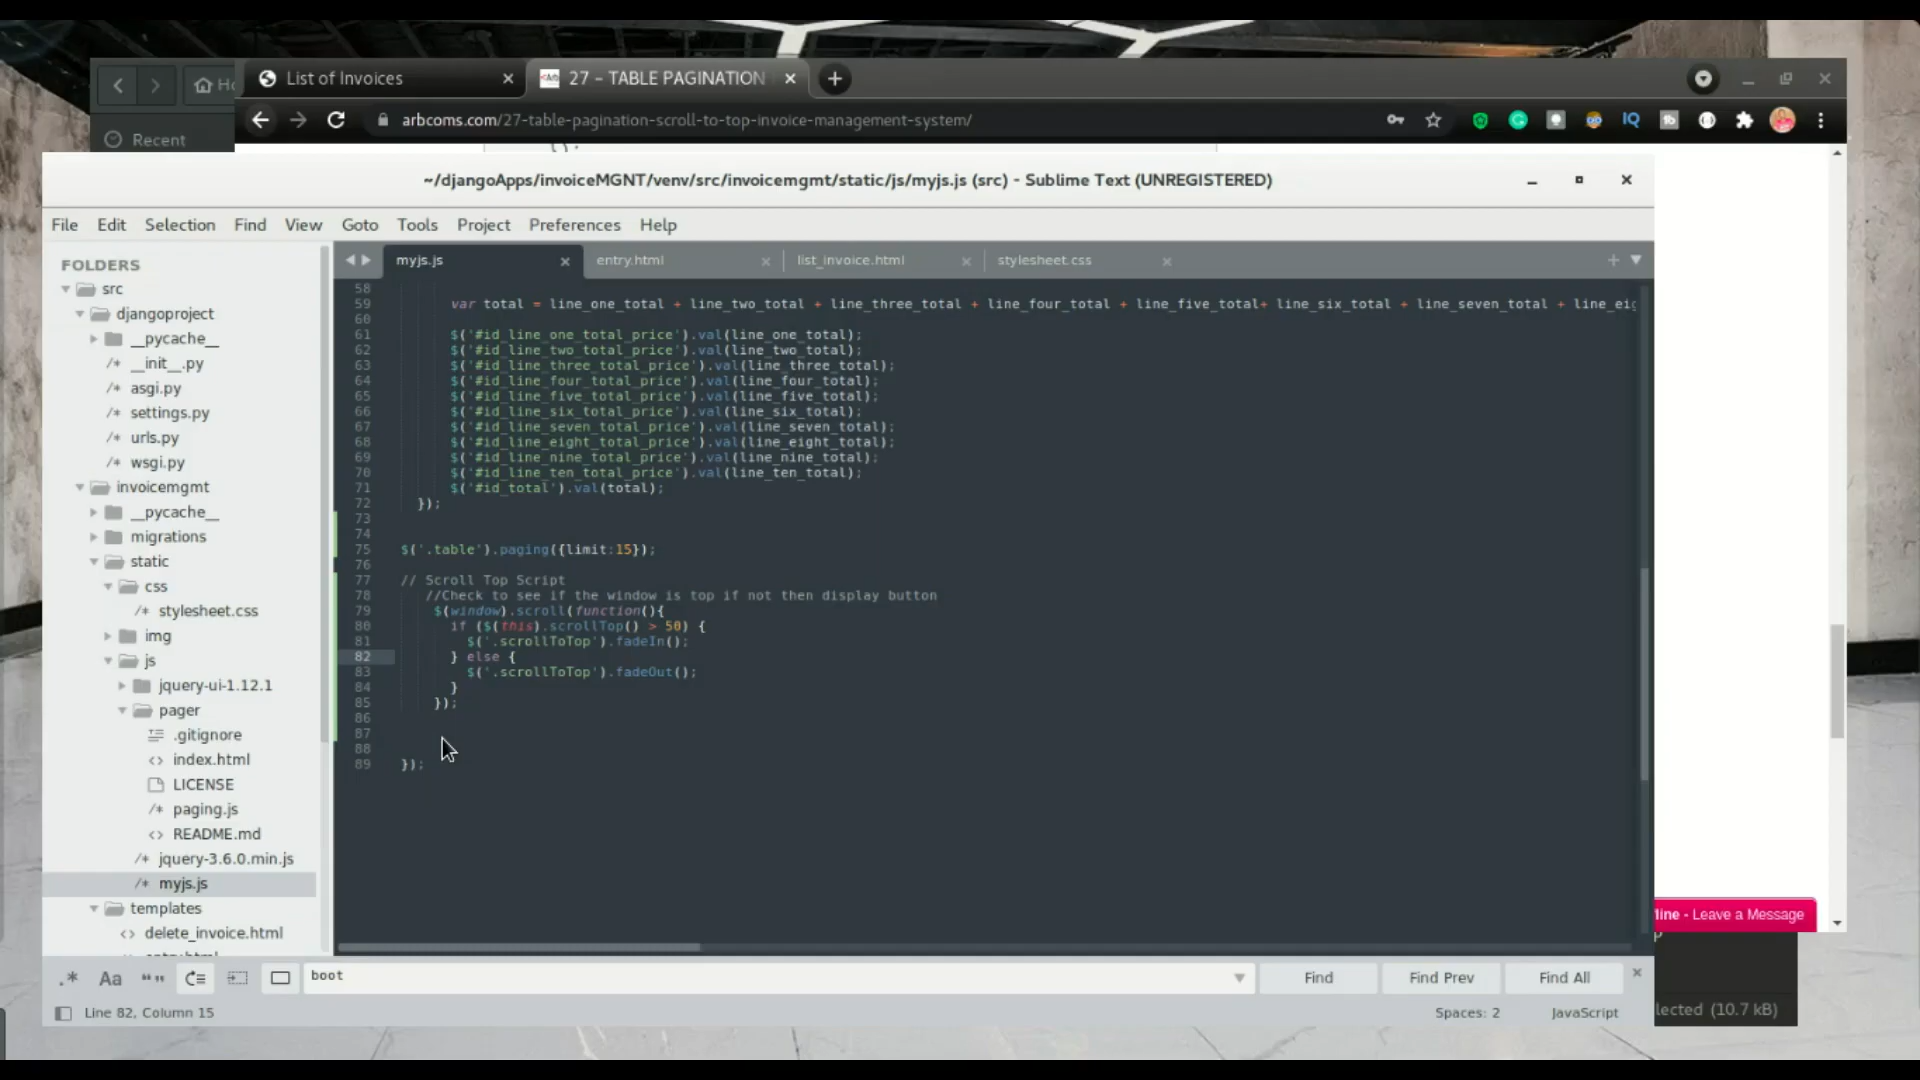 List of Invoices
27 – TABLE PAGINATION
arbcoms.com/27-table-pagination-scroll-to-top-invoice-management-system/
Recent
~/djangoApps/invoiceMGNT/venv/src/invoicemgmt/static/js/myjs.js (src) - Sublime Text (UNREGISTERED)
File Edit Selection Find View Goto Tools Project Preferences Help
FOLDERS
src
djangoproject
__pycache__
__init__.py
asgi.py
settings.py
urls.py
wsgi.py
invoicemgmt
__pycache__
migrations
static
css
stylesheet.css
img
js
jquery-ui-1.12.1
pager
.gitignore
index.html
LICENSE
paging.js
README.md
jquery-3.6.0.min.js
myjs.js
templates
delete_invoice.html
myjs.js entry.html list_invoice.html stylesheet.css
58
59 var total = line_one_total + line_two_total + line_three_total + line_four_total + line_five_total+ line_six_total + line_seven_total + line_eig
60
61 $('#id_line_one_total_price').val(line_one_total);
62 $('#id_line_two_total_price').val(line_two_total);
63 $('#id_line_three_total_price').val(line_three_total);
64 $('#id_line_four_total_price').val(line_four_total);
65 $('#id_line_five_total_price').val(line_five_total);
66 $('#id_line_six_total_price').val(line_six_total);
67 $('#id_line_seven_total_price').val(line_seven_total);
68 $('#id_line_eight_total_price').val(line_eight_total);
69 $('#id_line_nine_total_price').val(line_nine_total);
70 $('#id_line_ten_total_price').val(line_ten_total);
71 $('#id_total').val(total);
72 });
73
74
75 $('.table').paging({limit:15});
76
77 // Scroll Top Script
78 //Check to see if the window is top if not then display button
79 $(window).scroll(function(){
80 if ($(this).scrollTop() > 50) {
81 $('.scrollToTop').fadeIn();
82 } else {
83 $('.scrollToTop').fadeOut();
84 }
85 });
86
87
88
89 });
line - Leave a Message
lected (10.7 kB)
.* Aa “” boot Find Find Prev Find All
Line 82, Column 15 Spaces: 2 JavaScript